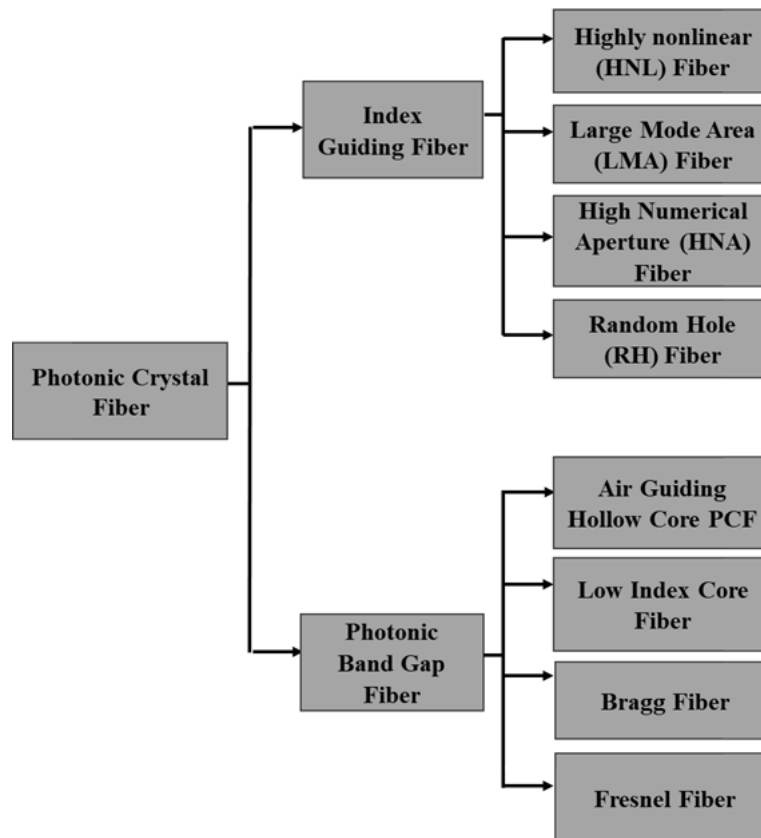 Photonic Crystal
Fiber
Index
Guiding Fiber
Highly nonlinear
(HNL) Fiber
Large Mode Area
(LMA) Fiber
High Numerical
Aperture (HNA)
Fiber
Random Hole
(RH) Fiber
Photonic
Band Gap
Fiber
Air Guiding
Hollow Core PCF
Low Index Core
Fiber
Bragg Fiber
Fresnel Fiber